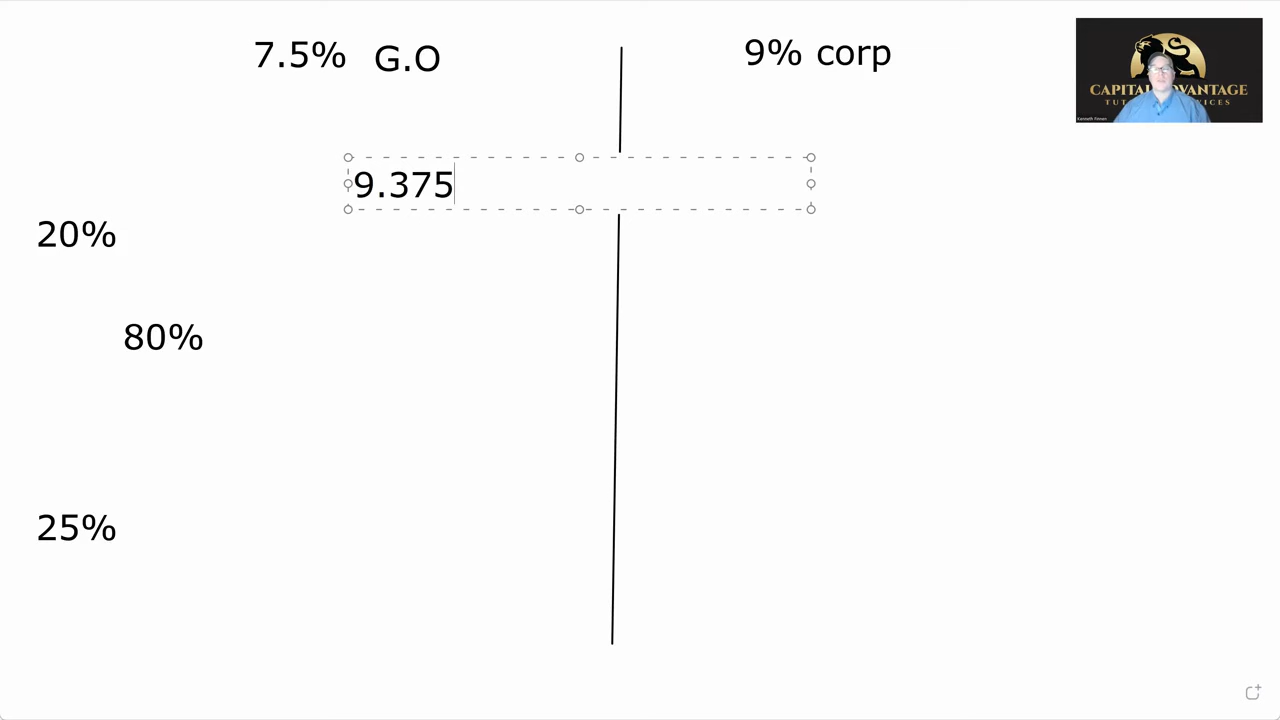 7.5% G.O
9% corp
CAPITAL ADVANTAGE
9.375
20%
80%
25%